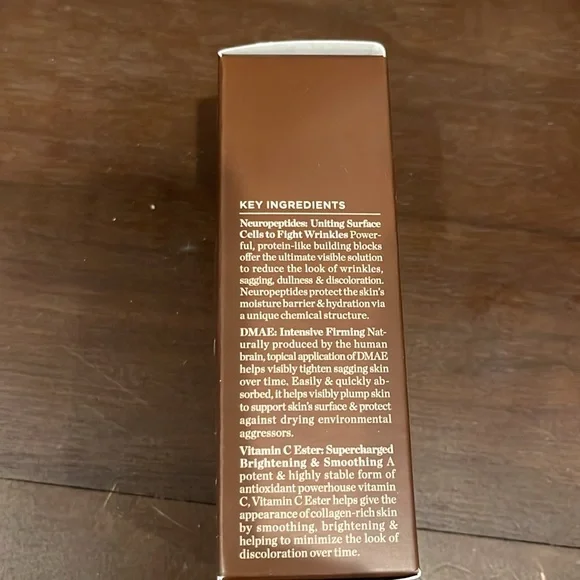 KEY INGREDIENTS
Neuropeptides: Uniting Surface
Cells to Fight Wrinkles Power-
ful, protein-like building blocks
offer the ultimate visible solution
to reduce the look of wrinkles,
sagging, dullness & discoloration.
Neuropeptides protect the skin's
moisture barrier & hydration via
a unique chemical structure.
DMAE: Intensive Firming Nat-
urally produced by the human
brain, topical application of DMAE
helps visibly tighten sagging skin
over time. Easily & quickly ab-
sorbed, it helps visibly plump skin
to support skin's surface & protect
against drying environmental
aggressors.
Vitamin C Ester: Supercharged
Brightening & Smoothing A
potent & highly stable form of
antioxidant powerhouse vitamin
C, Vitamin C Ester helps give the
appearance of collagen-rich skin
by smoothing, brightening &
helping to minimize the look of
discoloration over time.